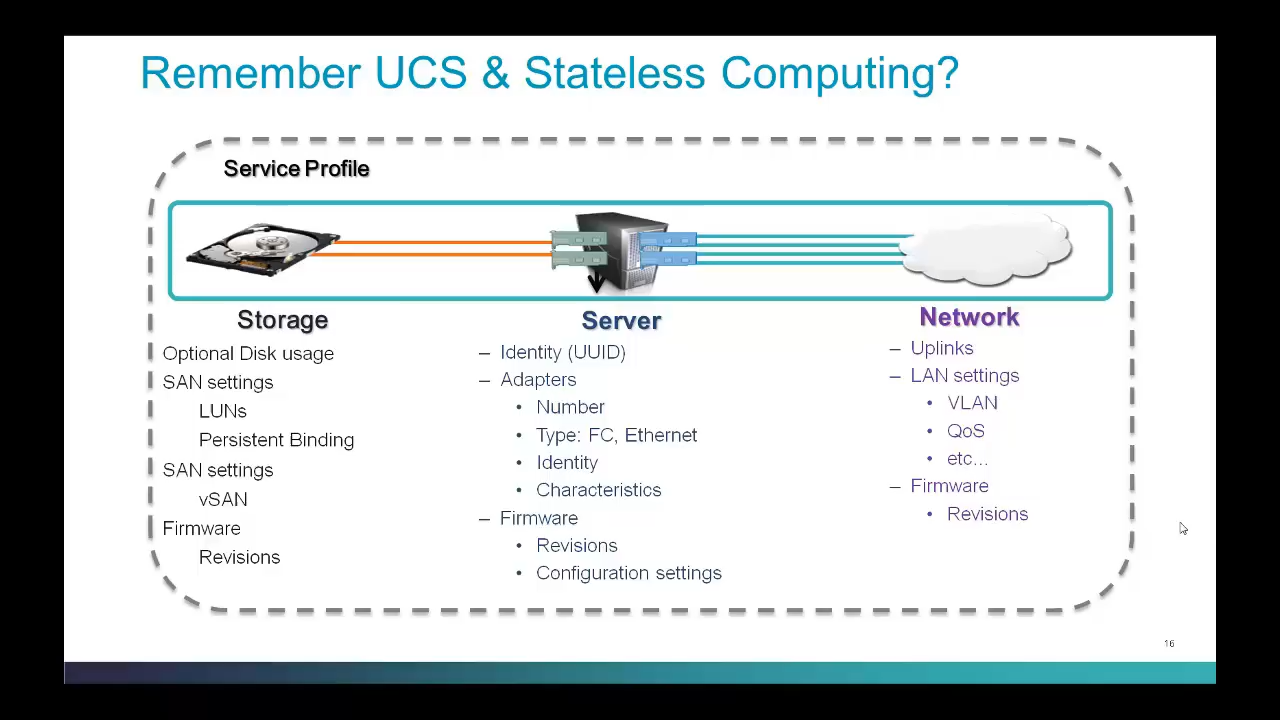 Remember UCS & Stateless Computing?
Service Profile
Storage
Optional Disk usage
SAN settings
LUNs
Persistent Binding
SAN settings
vSAN
Firmware
Revisions
Server
– Identity (UUID)
– Adapters
• Number
• Type: FC, Ethernet
• Identity
• Characteristics
– Firmware
• Revisions
• Configuration settings
Network
– Uplinks
– LAN settings
• VLAN
• QoS
• etc...
– Firmware
• Revisions
16